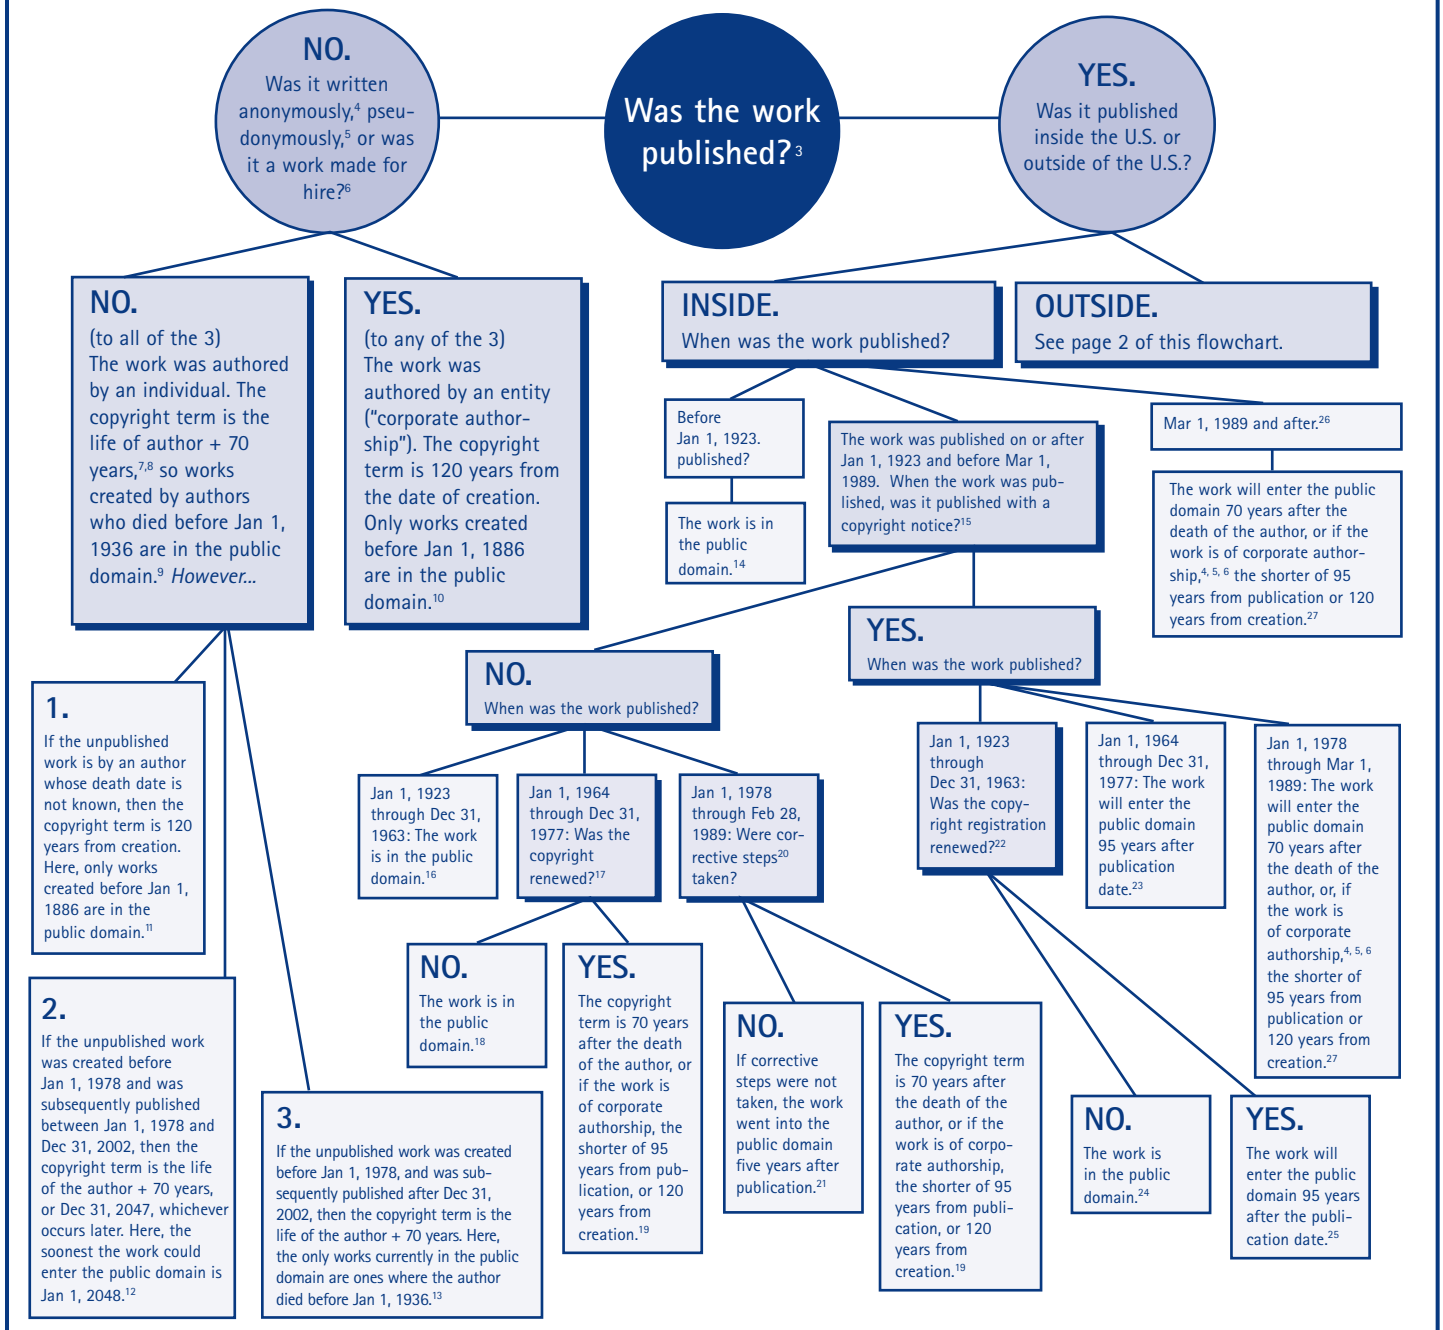 NO.
Was it written
anonymously,4 pseu-
donymously,5 or was
it a work made for
hire?6
Was the work
published? 3
YES.
Was it published
inside the U.S. or
outside of the U.S.?
NO.
(to all of the 3)
The work was authored
by an individual. The
copyright term is the
life of author + 70
years,7,8 so works
created by authors
who died before Jan 1,
1936 are in the public
domain.9 However...
YES.
(to any of the 3)
The work was
authored by an entity
("corporate author-
ship"). The copyright
term is 120 years from
the date of creation.
Only works created
before Jan 1, 1886
are in the public
domain.10
INSIDE.
When was the work published?
OUTSIDE.
See page 2 of this flowchart.
Before
Jan 1, 1923.
published?
The work is in
the public
domain.14
The work was published on or after
Jan 1, 1923 and before Mar 1,
1989.  When the work was pub-
lished, was it published with a
copyright notice?15
Mar 1, 1989 and after.26
The work will enter the public
domain 70 years after the
death of the author, or if the
work is of corporate author-
ship,4, 5, 6 the shorter of 95
years from publication or 120
years from creation.27
NO.
When was the work published?
YES.
When was the work published?
1.
If the unpublished
work is by an author
whose death date is
not known, then the
copyright term is 120
years from creation.
Here, only works
created before Jan 1,
1886 are in the
public domain.11
2.
If the unpublished work
was created before
Jan 1, 1978 and was
subsequently published
between Jan 1, 1978 and
Dec 31, 2002, then the
copyright term is the life
of the author + 70 years,
or Dec 31, 2047, whichever
occurs later. Here, the
soonest the work could
enter the public domain is
Jan 1, 2048.12
3.
If the unpublished work was created
before Jan 1, 1978, and was sub-
sequently published after Dec 31,
2002, then the copyright term is the
life of the author + 70 years. Here,
the only works currently in the public
domain are ones where the author
died before Jan 1, 1936.13
Jan 1, 1923
through Dec 31,
1963: The work
is in the public
domain.16
Jan 1, 1964
through Dec 31,
1977: Was the
copyright
renewed?17
Jan 1, 1978
through Feb 28,
1989: Were cor-
rective steps20
taken?
NO.
The work is in
the public
domain.18
YES.
The copyright
term is 70 years
after the death
of the author, or
if the work is
of corporate
authorship, the
shorter of 95
years from pub-
lication, or 120
years from
creation.19
NO.
If corrective
steps were not
taken, the work
went into the
public domain
five years after
publication.21
YES.
The copyright term
is 70 years after
the death of the
author, or if the
work is of corpo-
rate authorship,
the shorter of 95
years from publi-
cation, or 120
years from
creation.19
Jan 1, 1923
through
Dec 31, 1963:
Was the copy-
right registration
renewed?22
Jan 1, 1964
through Dec 31,
1977: The work
will enter the
public domain
95 years after
publication
date.23
Jan 1, 1978
through Mar 1,
1989: The work
will enter the
public domain
70 years after
the death of the
author, or, if
the work is
of corporate
authorship,4, 5, 6
the shorter of
95 years from
publication or
120 years from
creation.27
NO.
The work is
in the public
domain.24
YES.
The work will
enter the public
domain 95 years
after the publi-
cation date.25